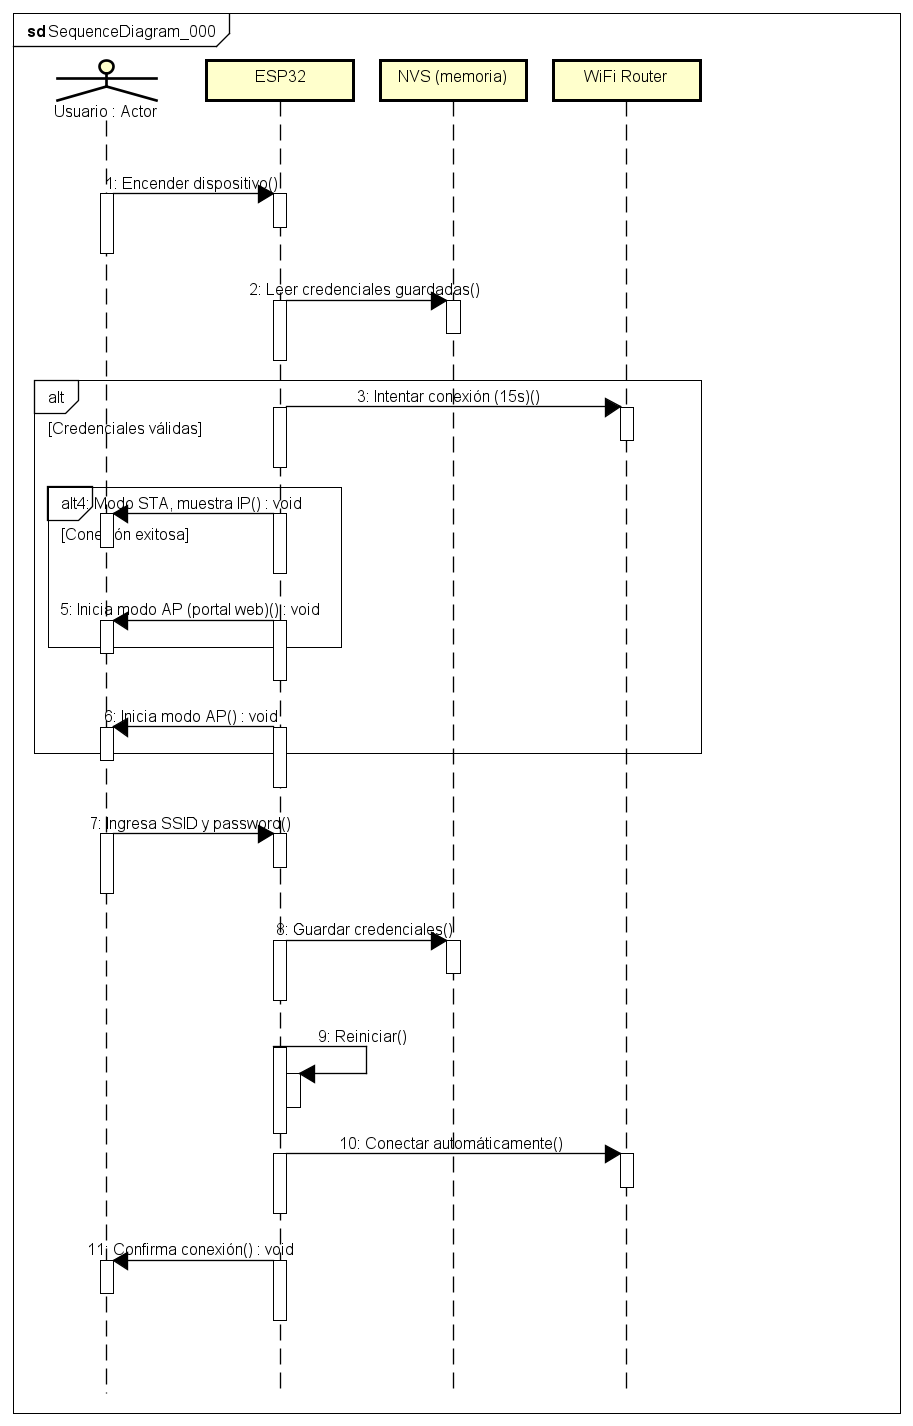 sd SequenceDiagram_000
Usuario : Actor
ESP32
NVS (memoria)
WiFi Router
1: Encender dispositivo()
2: Leer credenciales guardadas()
alt
3: Intentar conexión (15s)()
[Credenciales válidas]
alt
4: Modo STA, muestra IP() : void
[Conexión exitosa]
5: Inicia modo AP (portal web)() : void
6: Inicia modo AP() : void
7: Ingresa SSID y password()
8: Guardar credenciales()
9: Reiniciar()
10: Conectar automáticamente()
11: Confirma conexión() : void